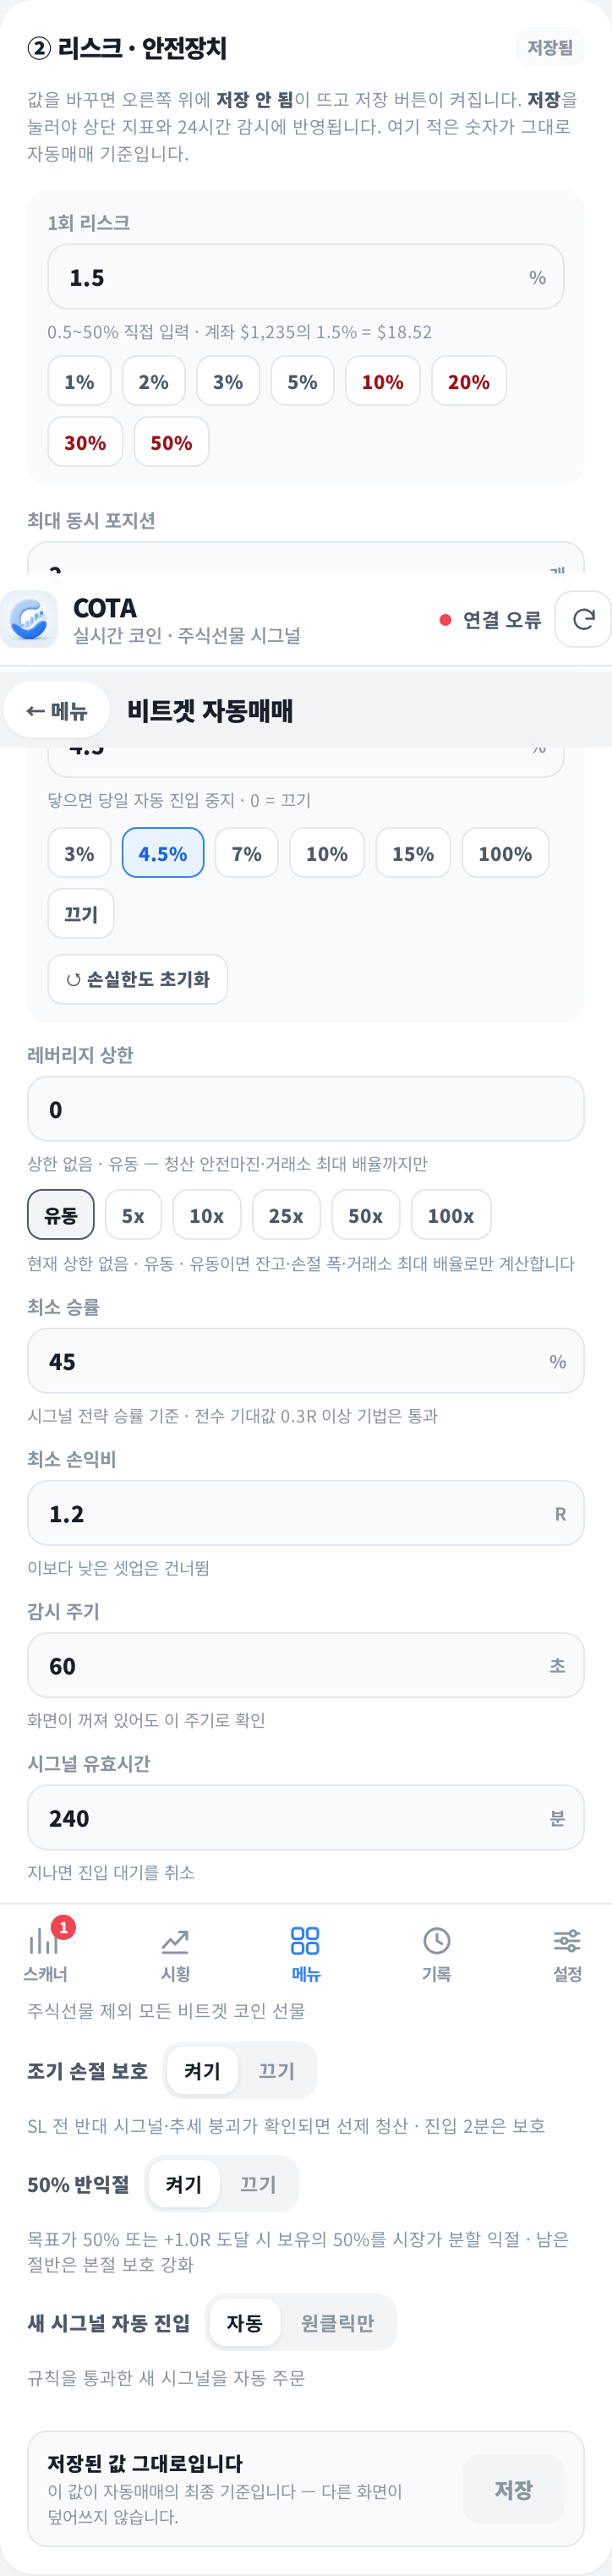 ② 리스크 · 안전장치
저장됨
값을 바꾸면 오른쪽 위에 저장 안 됨이 뜨고 저장 버튼이 켜집니다. 저장을
눌러야 상단 지표와 24시간 감시에 반영됩니다. 여기 적은 숫자가 그대로
자동매매 기준입니다.
1회 리스크
1.5 %
0.5~50% 직접 입력 · 계좌 $1,235의 1.5% = $18.52
1% 2% 3% 5% 10% 20%
30% 50%
최대 동시 포지션
COTA
실시간 코인 · 주식선물 시그널
연결 오류
← 메뉴
비트겟 자동매매
4.5 %
닿으면 당일 자동 진입 중지 · 0 = 끄기
3% 4.5% 7% 10% 15% 100%
끄기
손실한도 초기화
레버리지 상한
0
상한 없음 · 유동 — 청산 안전마진·거래소 최대 배율까지만
유동 5x 10x 25x 50x 100x
현재 상한 없음 · 유동 · 유동이면 잔고·손절 폭·거래소 최대 배율로만 계산합니다
최소 승률
45 %
시그널 전략 승률 기준 · 전수 기대값 0.3R 이상 기법은 통과
최소 손익비
1.2 R
이보다 낮은 셋업은 건너뜀
감시 주기
60 초
화면이 꺼져 있어도 이 주기로 확인
시그널 유효시간
240 분
지나면 진입 대기를 취소
1
스캐너 시황 메뉴 기록 설정
주식선물 제외 모든 비트겟 코인 선물
조기 손절 보호 켜기 끄기
SL 전 반대 시그널·추세 붕괴가 확인되면 선제 청산 · 진입 2분은 보호
50% 반익절 켜기 끄기
목표가 50% 또는 +1.0R 도달 시 보유의 50%를 시장가 분할 익절 · 남은
절반은 본절 보호 강화
새 시그널 자동 진입 자동 원클릭만
규칙을 통과한 새 시그널을 자동 주문
저장된 값 그대로입니다
이 값이 자동매매의 최종 기준입니다 — 다른 화면이
덮어쓰지 않습니다.
저장